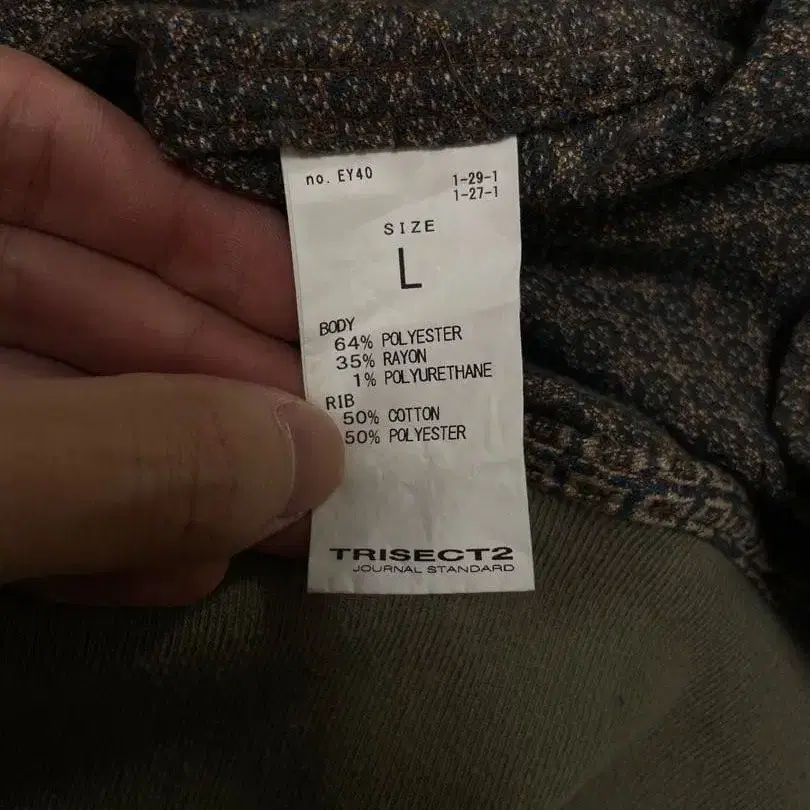 no. EY40
1-29-1
1-27-1
SIZE
L
BODY
64% POLYESTER
35% RAYON
1% POLYURETHANE
RIB
50% COTTON
50% POLYESTER
TRISECT2
JOURNAL STANDARD